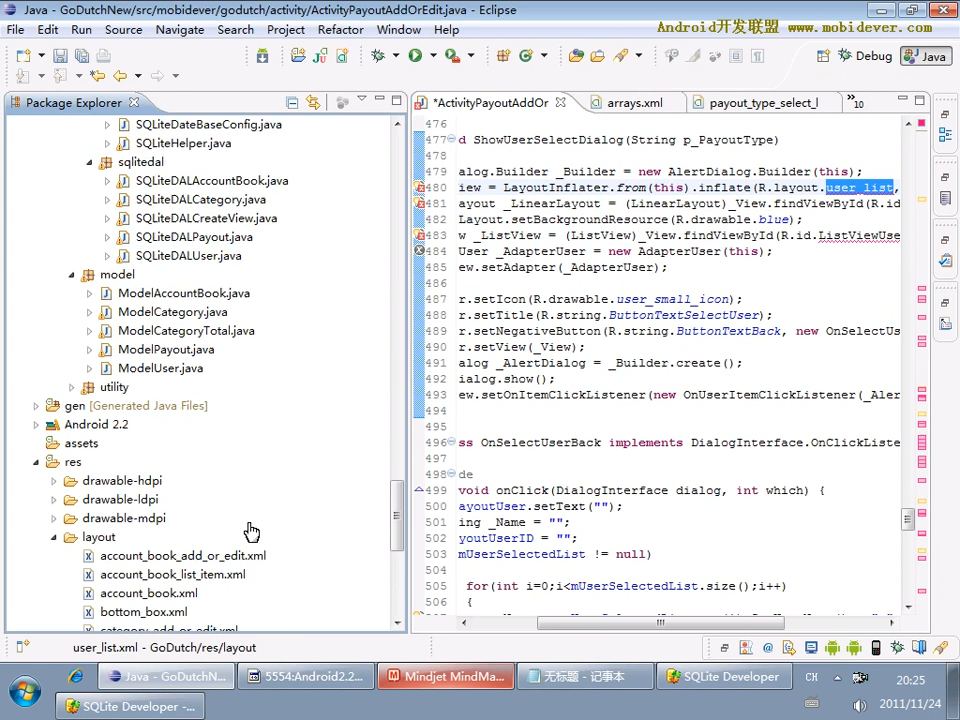 Java - GoDutchNew/src/mobidever/godutch/activity/ActivityPayoutAddOrEdit.java - Eclipse
File Edit Run Source Navigate Search Project Refactor Window Help
Android开发联盟 www.mobidever.com
Debug Java
Package Explorer
*ActivityPayoutAddOr arrays.xml payout_type_select_l »10
SQLiteDateBaseConfig.java
SQLiteHelper.java
sqlitedal
SQLiteDALAccountBook.java
SQLiteDALCategory.java
SQLiteDALCreateView.java
SQLiteDALPayout.java
SQLiteDALUser.java
model
ModelAccountBook.java
ModelCategory.java
ModelCategoryTotal.java
ModelPayout.java
ModelUser.java
utility
gen [Generated Java Files]
Android 2.2
assets
res
drawable-hdpi
drawable-ldpi
drawable-mdpi
layout
account_book_add_or_edit.xml
account_book_list_item.xml
account_book.xml
bottom_box.xml
category_add_or_edit.xml
476
477 d ShowUserSelectDialog(String p_PayoutType)
478
479 alog.Builder _Builder = new AlertDialog.Builder(this);
480 iew = LayoutInflater.from(this).inflate(R.layout.user_list,
481 ayout _LinearLayout = (LinearLayout)_View.findViewById(R.id
482 Layout.setBackgroundResource(R.drawable.blue);
483 w _ListView = (ListView)_View.findViewById(R.id.ListViewUse
484 User _AdapterUser = new AdapterUser(this);
485 ew.setAdapter(_AdapterUser);
486
487 r.setIcon(R.drawable.user_small_icon);
488 r.setTitle(R.string.ButtonTextSelectUser);
489 r.setNegativeButton(R.string.ButtonTextBack, new OnSelectUs
490 r.setView(_View);
491 alog _AlertDialog = _Builder.create();
492 ialog.show();
493 ew.setOnItemClickListener(new OnUserItemClickListener(_Aler
494
495
496 ss OnSelectUserBack implements DialogInterface.OnClickListe
497
498 de
499 void onClick(DialogInterface dialog, int which) {
500 ayoutUser.setText("");
501 ing _Name = "";
502 youtUserID = "";
503 mUserSelectedList != null)
504
505 for(int i=0;i<mUserSelectedList.size();i++)
506 {
user_list.xml - GoDutch/res/layout
Java - GoDutchN... 5554:Android2.2... Mindjet MindMa... 无标题 - 记事本 SQLite Developer CH 20:25
SQLite Developer -... 2011/11/24